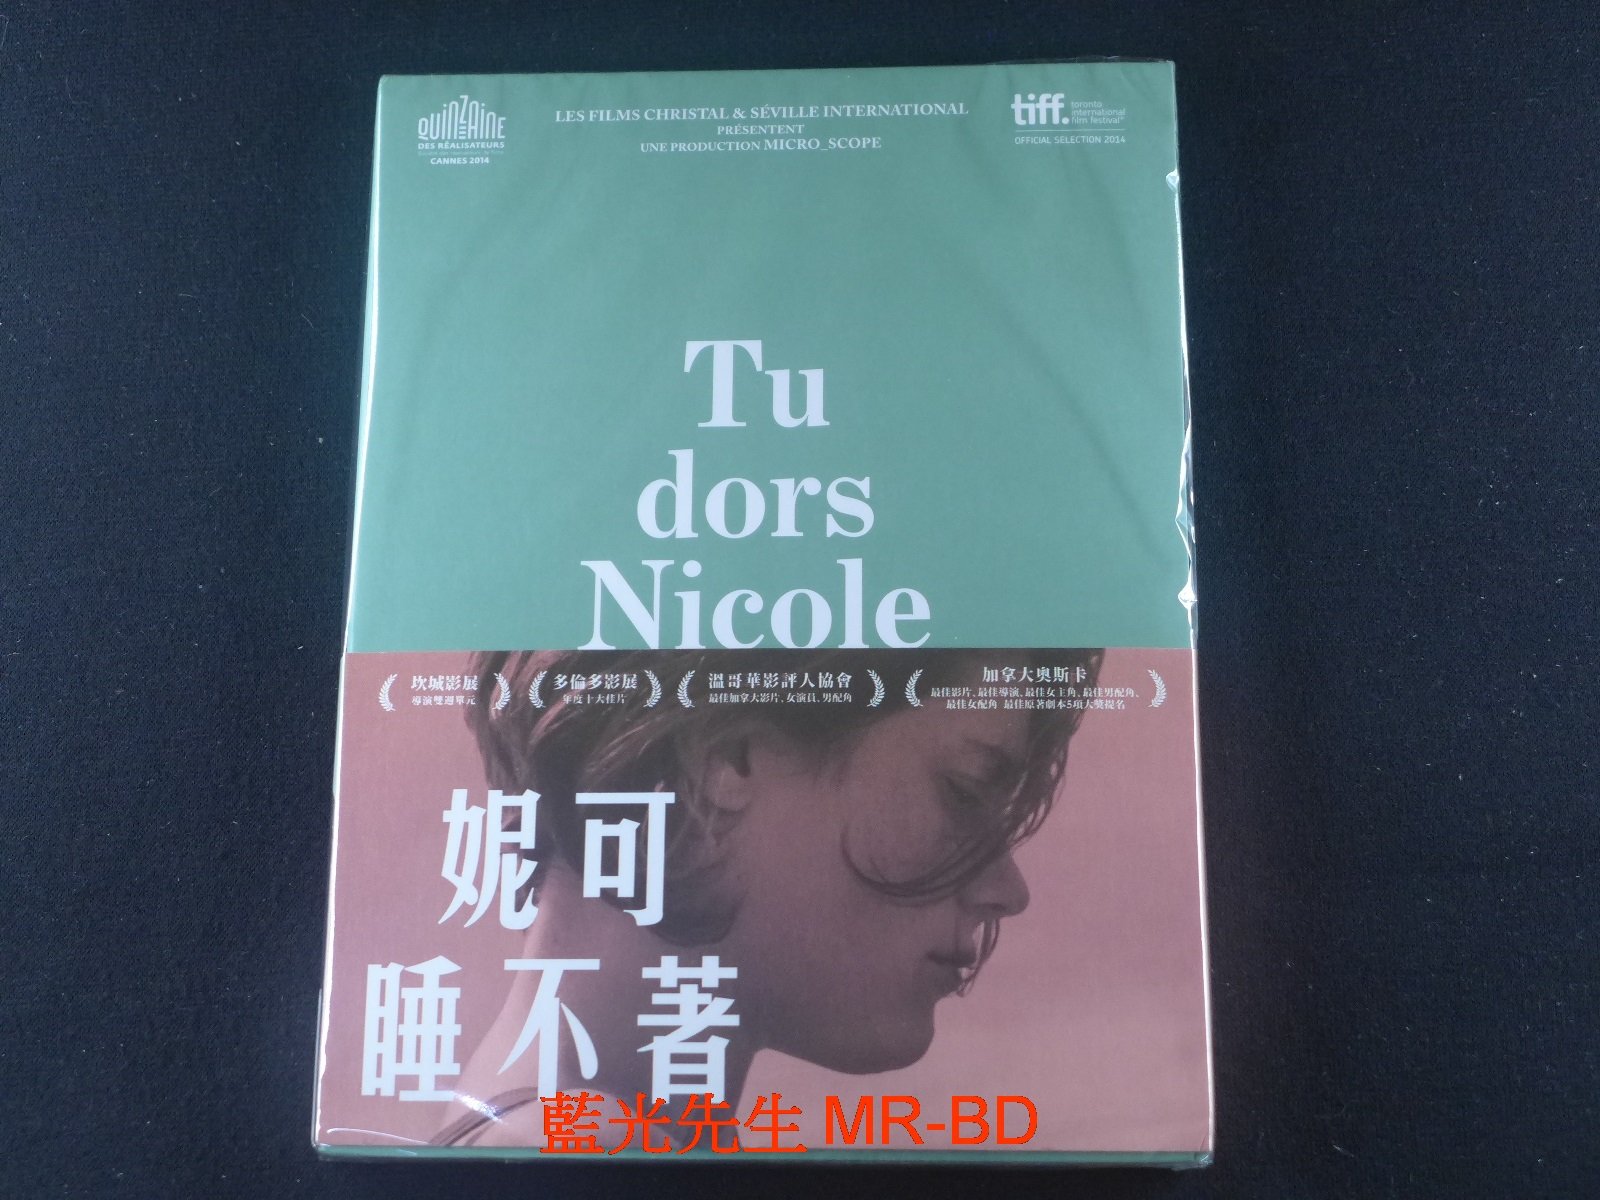 QUINZAINE
DES RÉALISATEURS
CANNES 2014
LES FILMS CHRISTAL & SÉVILLE INTERNATIONAL
PRÉSENTENT
UNE PRODUCTION MICRO_SCOPE
tiff. toronto
international
film festival®
OFFICIAL SELECTION 2014
Tu
dors
Nicole
坎城影展
導演雙週單元
多倫多影展
年度十大佳片
溫哥華影評人協會
最佳加拿大影片、女演員、男配角
加拿大奧斯卡
最佳影片、最佳導演、最佳女主角、最佳男配角、
最佳女配角 最佳原著劇本5項大獎提名
妮可
睡不著
藍光先生 MR-BD